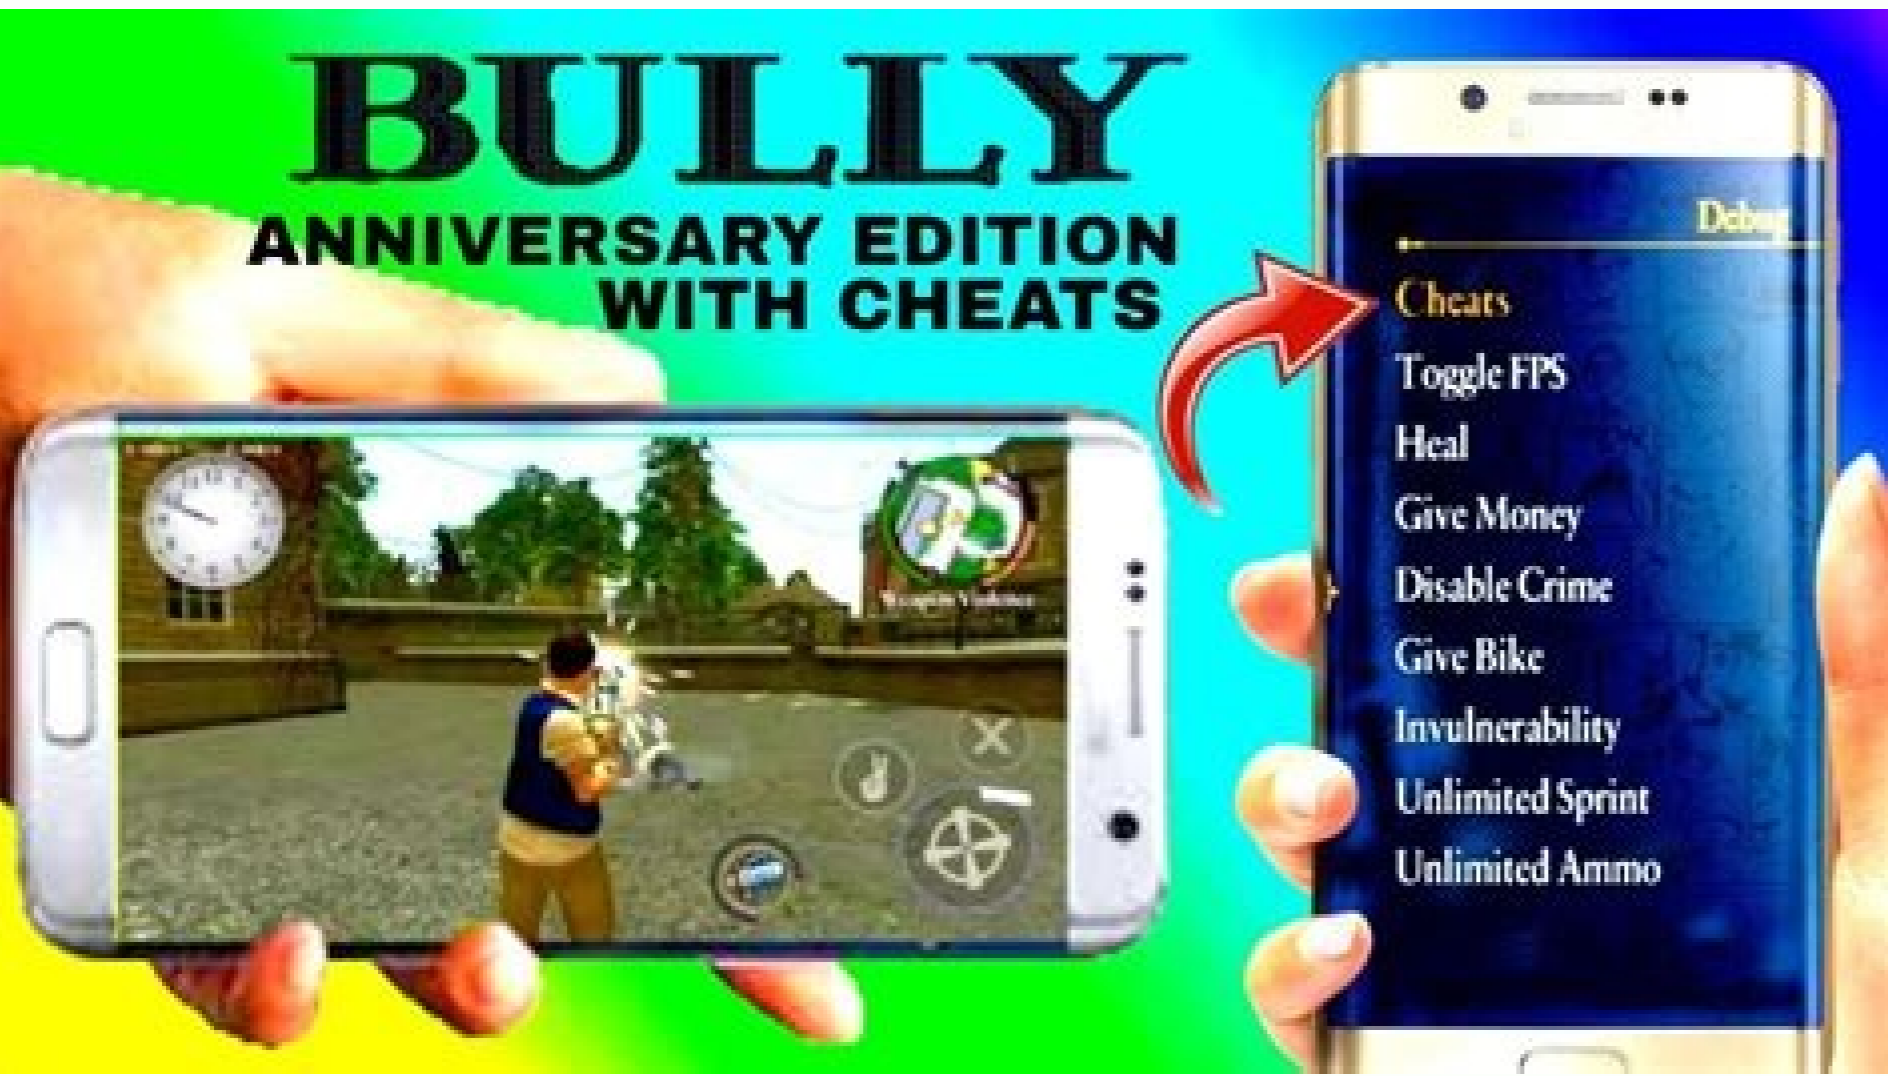 BULLY
ANNIVERSARY EDITION
WITH CHEATS
Debug
Cheats
Toggle FPS
Heal
Give Money
Disable Crime
Give Bike
Invulnerability
Unlimited Sprint
Unlimited Ammo